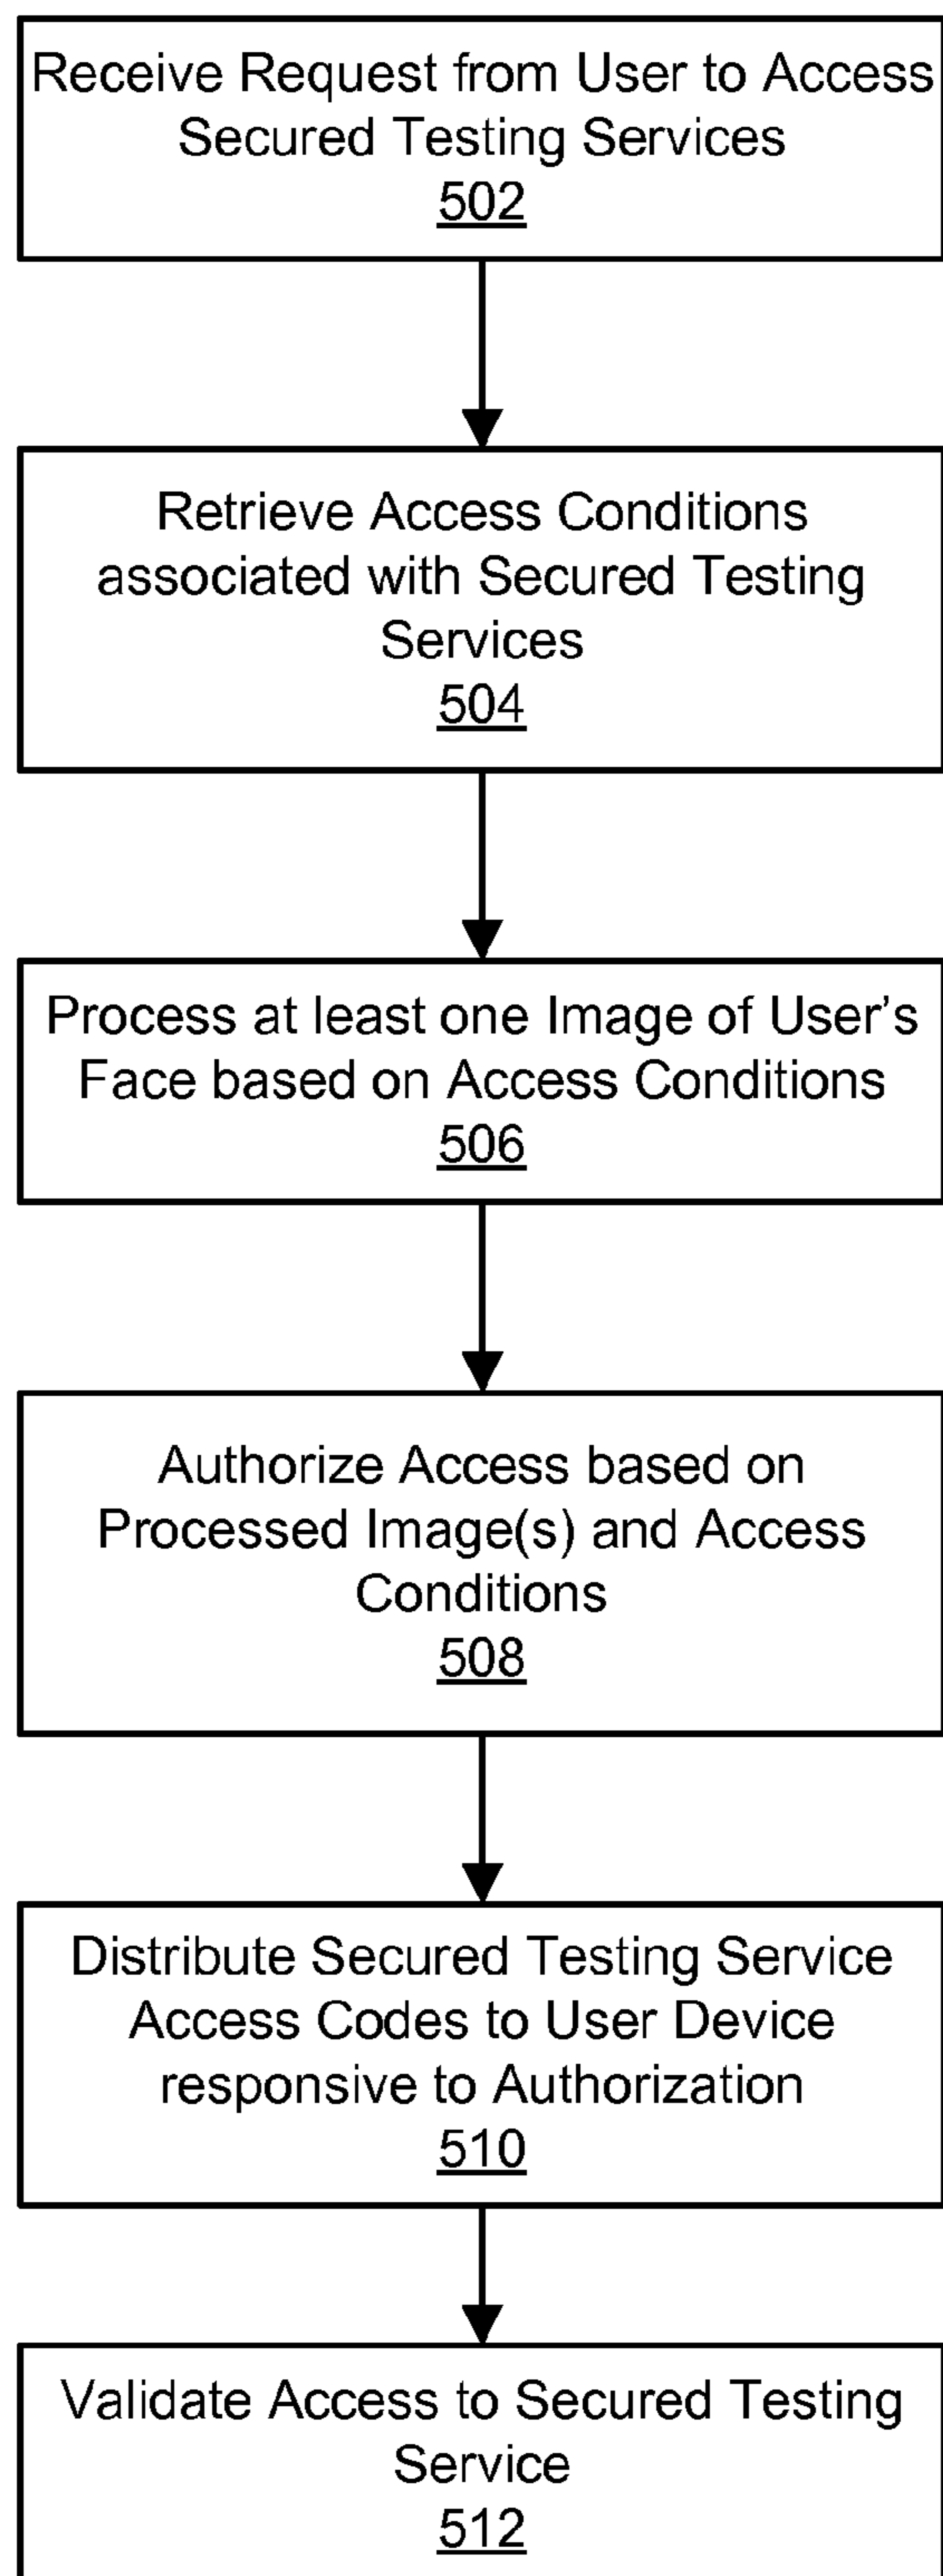 Receive Request from User to Access
Secured Testing Services
502
Retrieve Access Conditions
associated with Secured Testing
Services
504
Process at least one Image of User’s
Face based on Access Conditions
506
Authorize Access based on
Processed Image(s) and Access
Conditions
508
Distribute Secured Testing Service
Access Codes to User Device
responsive to Authorization
510
Validate Access to Secured Testing
Service
512